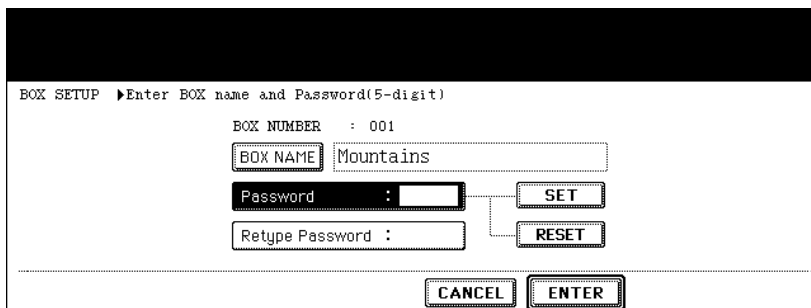 BOX SETUP ▶Enter BOX name and Password(5-digit)
BOX NUMBER : 001
BOX NAME Mountains
Password : SET
Retype Password : RESET
CANCEL ENTER